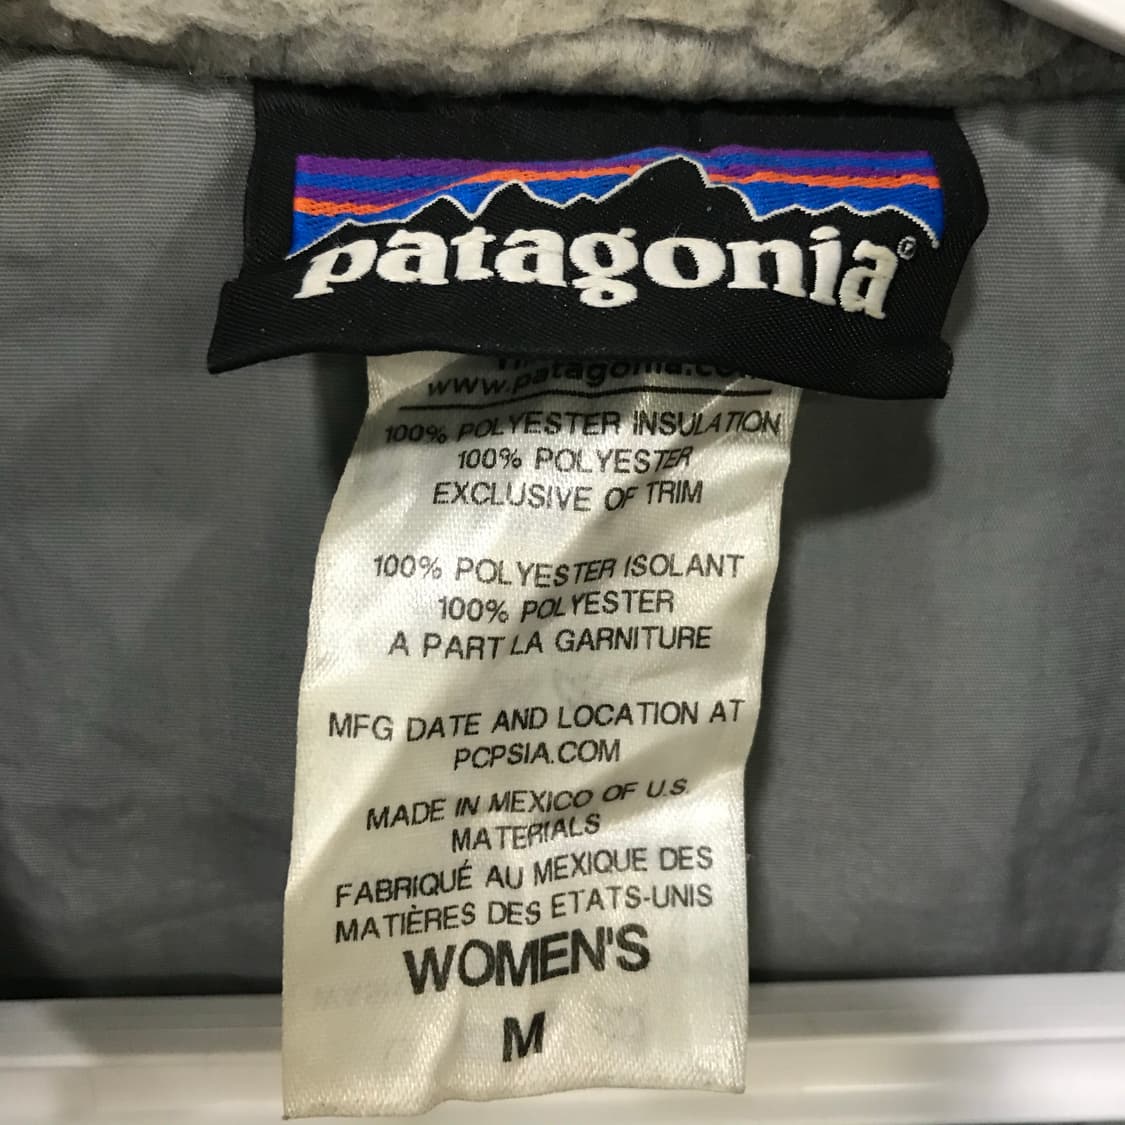 patagonia®
www.patagonia.co
100% POLYESTER INSULATION
100% POLYESTER
EXCLUSIVE OF TRIM
100% POLYESTER ISOLANT
100% POLYESTER
A PART LA GARNITURE
MFG DATE AND LOCATION AT
PCPSIA.COM
MADE IN MEXICO OF U.S.
MATERIALS
FABRIQUÉ AU MEXIQUE DES
MATIÈRES DES ETATS-UNIS
WOMEN'S
M